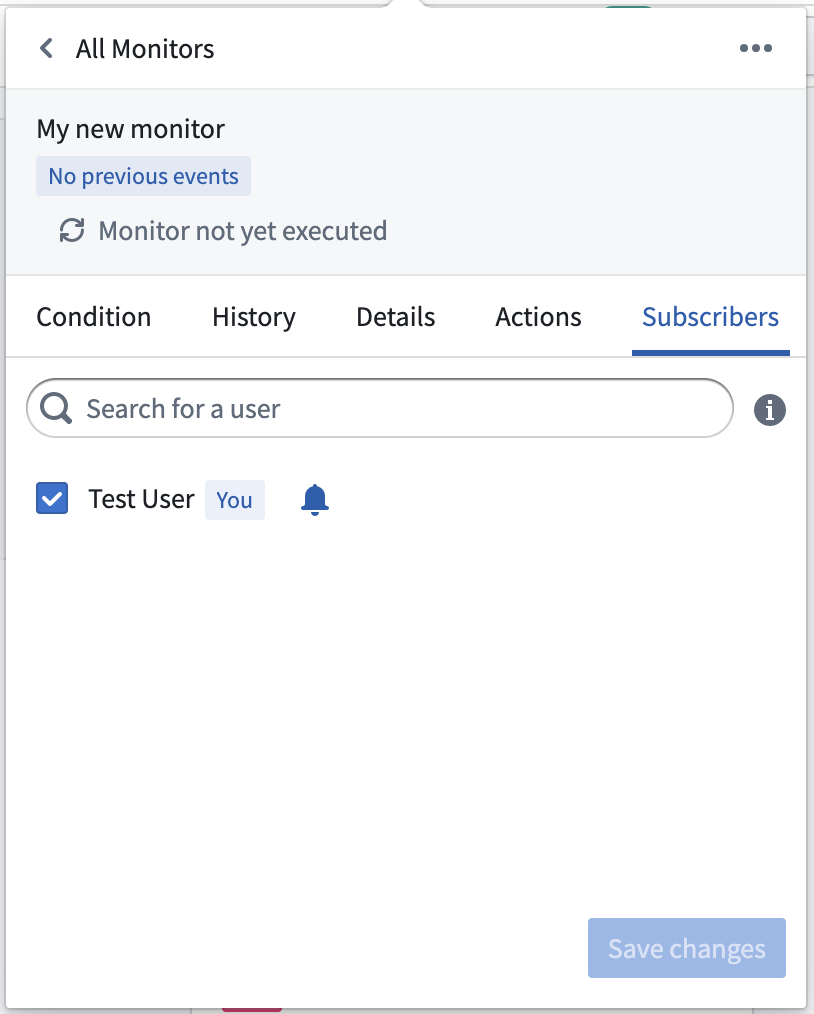 All Monitors
My new monitor
No previous events
Monitor not yet executed
Condition History Details Actions Subscribers
Search for a user
Test User You
Save changes